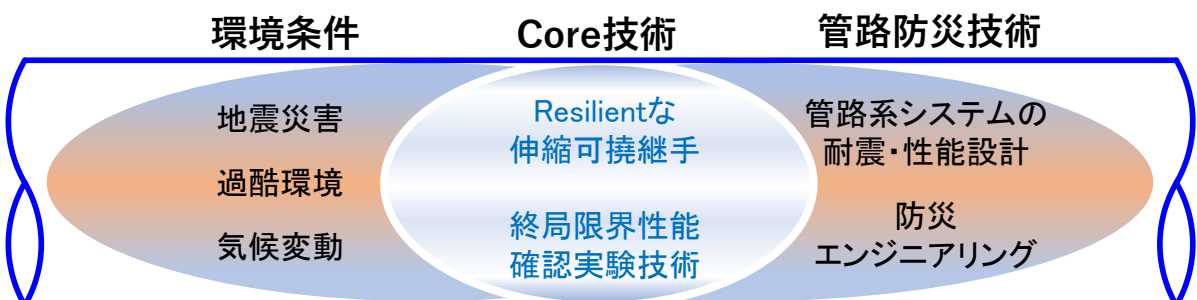 環境条件
地震災害
過酷環境
気候変動
Core技術
Resilientな
伸縮可撓継手
終局限界性能
確認実験技術
管路防災技術
管路系システムの
耐震・性能設計
防災
エンジニアリング